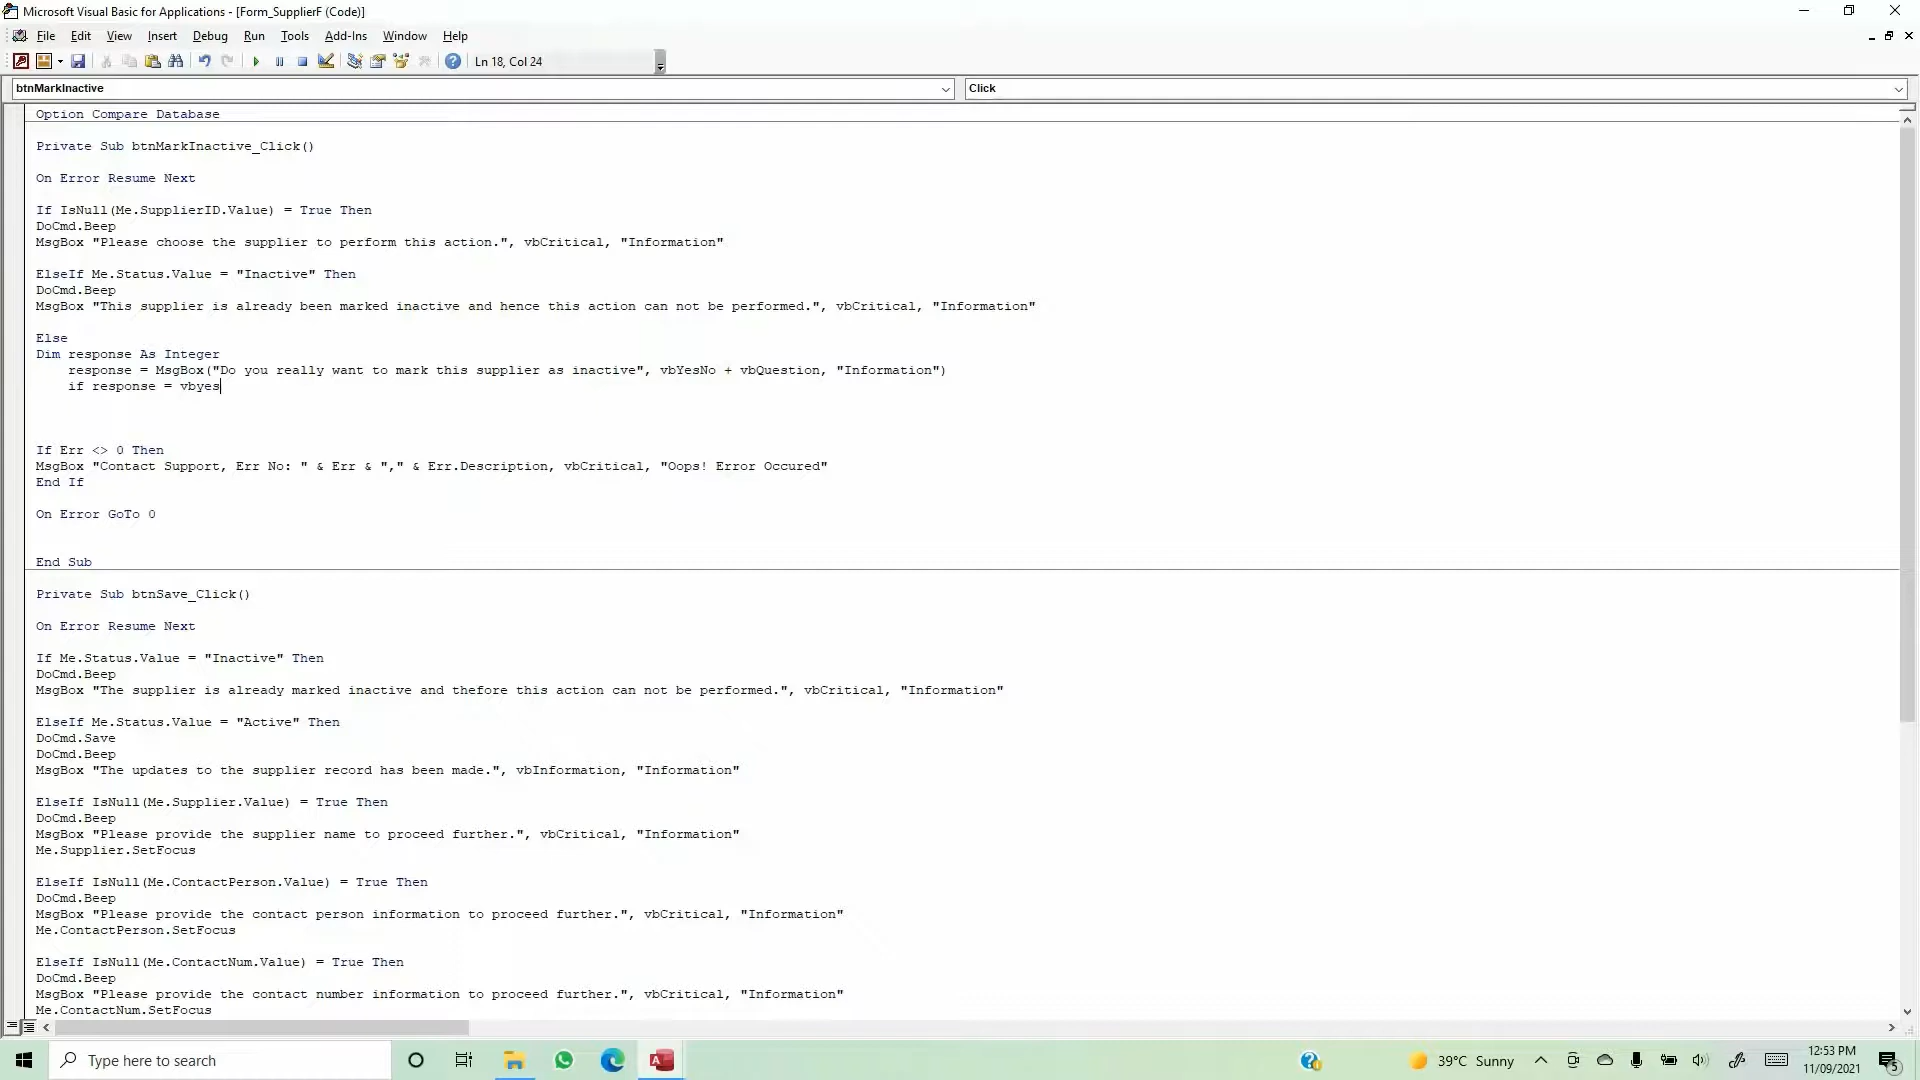 Microsoft Visual Basic for Applications - [Form_SupplierF (Code)]
File Edit View Insert Debug Run Tools Add-Ins Window Help
Ln 18, Col 24
btnMarkInactive Click
Option Compare Database
Private Sub btnMarkInactive_Click()
On Error Resume Next
If IsNull(Me.SupplierID.Value) = True Then
DoCmd.Beep
MsgBox "Please choose the supplier to perform this action.", vbCritical, "Information"
ElseIf Me.Status.Value = "Inactive" Then
DoCmd.Beep
MsgBox "This supplier is already been marked inactive and hence this action can not be performed.", vbCritical, "Information"
Else
Dim response As Integer
response = MsgBox("Do you really want to mark this supplier as inactive", vbYesNo + vbQuestion, "Information")
if response = vbyes
If Err <> 0 Then
MsgBox "Contact Support, Err No: " & Err & "," & Err.Description, vbCritical, "Oops! Error Occured"
End If
On Error GoTo 0
End Sub
Private Sub btnSave_Click()
On Error Resume Next
If Me.Status.Value = "Inactive" Then
DoCmd.Beep
MsgBox "The supplier is already marked inactive and thefore this action can not be performed.", vbCritical, "Information"
ElseIf Me.Status.Value = "Active" Then
DoCmd.Save
DoCmd.Beep
MsgBox "The updates to the supplier record has been made.", vbInformation, "Information"
ElseIf IsNull(Me.Supplier.Value) = True Then
DoCmd.Beep
MsgBox "Please provide the supplier name to proceed further.", vbCritical, "Information"
Me.Supplier.SetFocus
ElseIf IsNull(Me.ContactPerson.Value) = True Then
DoCmd.Beep
MsgBox "Please provide the contact person information to proceed further.", vbCritical, "Information"
Me.ContactPerson.SetFocus
ElseIf IsNull(Me.ContactNum.Value) = True Then
DoCmd.Beep
MsgBox "Please provide the contact number information to proceed further.", vbCritical, "Information"
Me.ContactNum.SetFocus
Type here to search
39°C Sunny
12:53 PM
11/09/2021
5